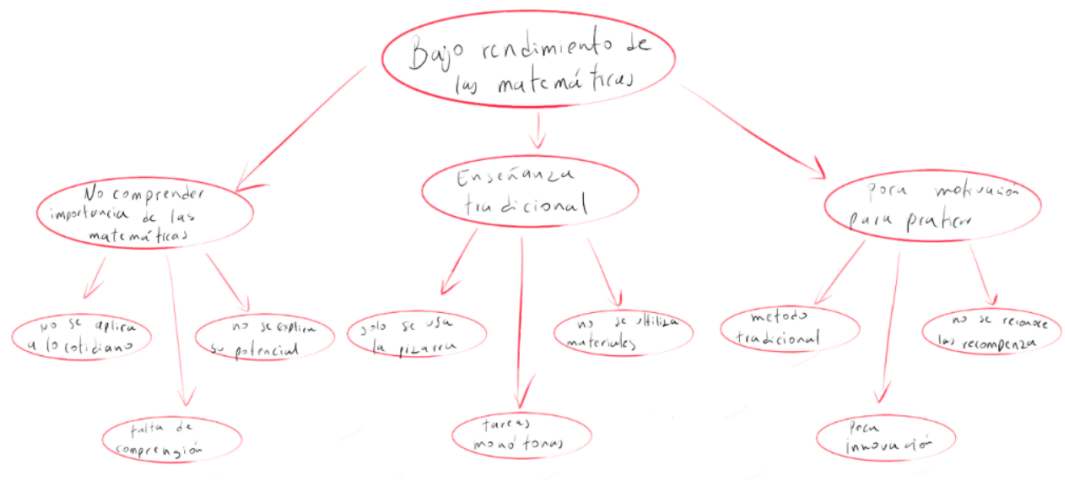 Bajo rendimiento de
las matemáticas
No comprender
importancia de las
matemáticas
Enseñanza
tradicional
poca motivación
para praticar
No se aplica
a lo cotidiano
no se explica
su potencial
solo se usa
la pizarra
no se utiliza
materiales
metodo
tradicional
no se reconoce
las recompenza
falta de
comprensión
tareas
monótonas
Poca
innovación